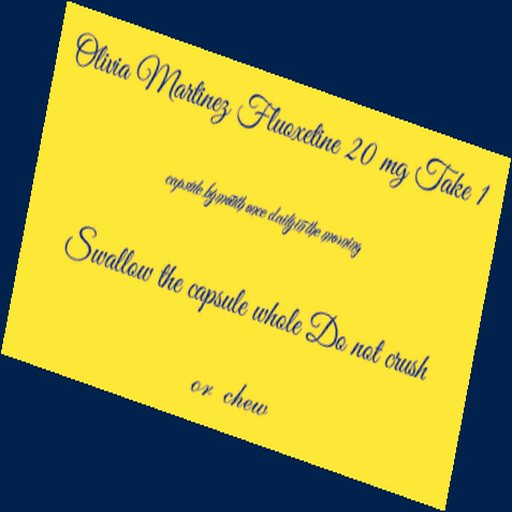 Olivia Martinez Fluoxetine 20 mg Take 1
capsule by mouth once daily in the morning
Swallow the capsule whole Do not crush
or chew